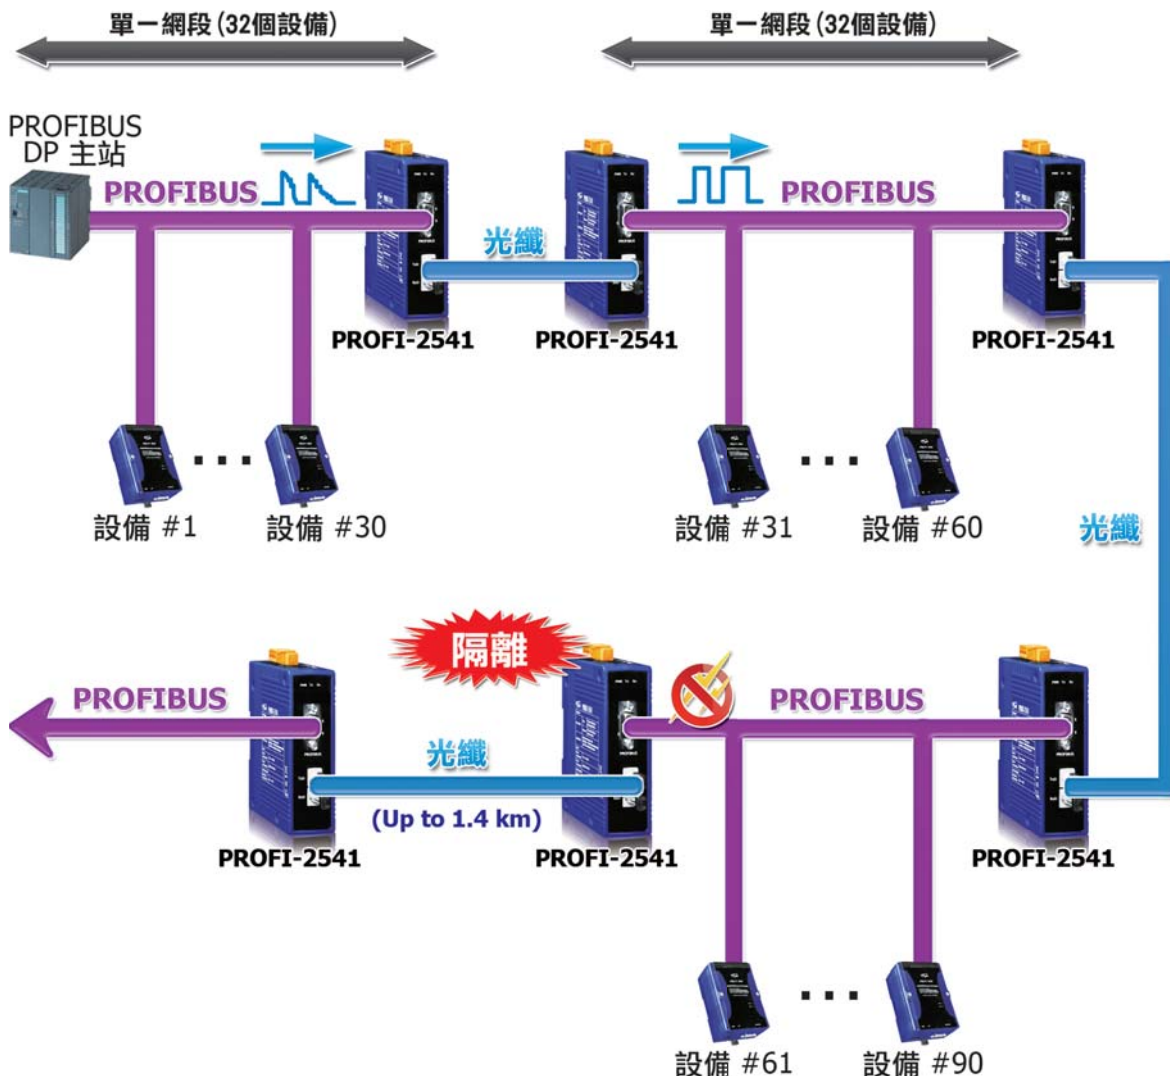 單一網段 (32個設備)
單一網段 (32個設備)
PROFIBUS
DP 主站
PROFIBUS
PROFIBUS
光纖
PROFI-2541
PROFI-2541
PROFI-2541
設備 #1
設備 #30
設備 #31
設備 #60
光纖
隔離
PROFIBUS
PROFIBUS
光纖
(Up to 1.4 km)
PROFI-2541
PROFI-2541
PROFI-2541
設備 #61
設備 #90